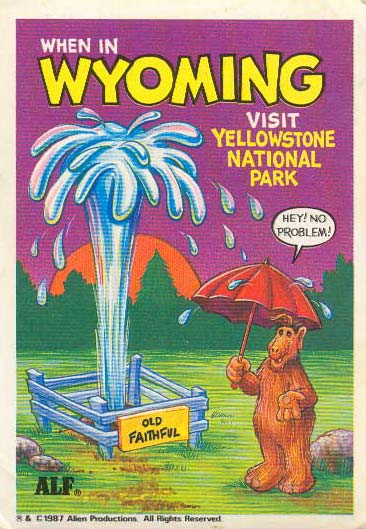 WHEN IN
WYOMING
VISIT
YELLOWSTONE
NATIONAL
PARK
HEY! NO
PROBLEM!
OLD
FAITHFUL
ALF®
® & ©1987 Alien Productions. All Rights Reserved.